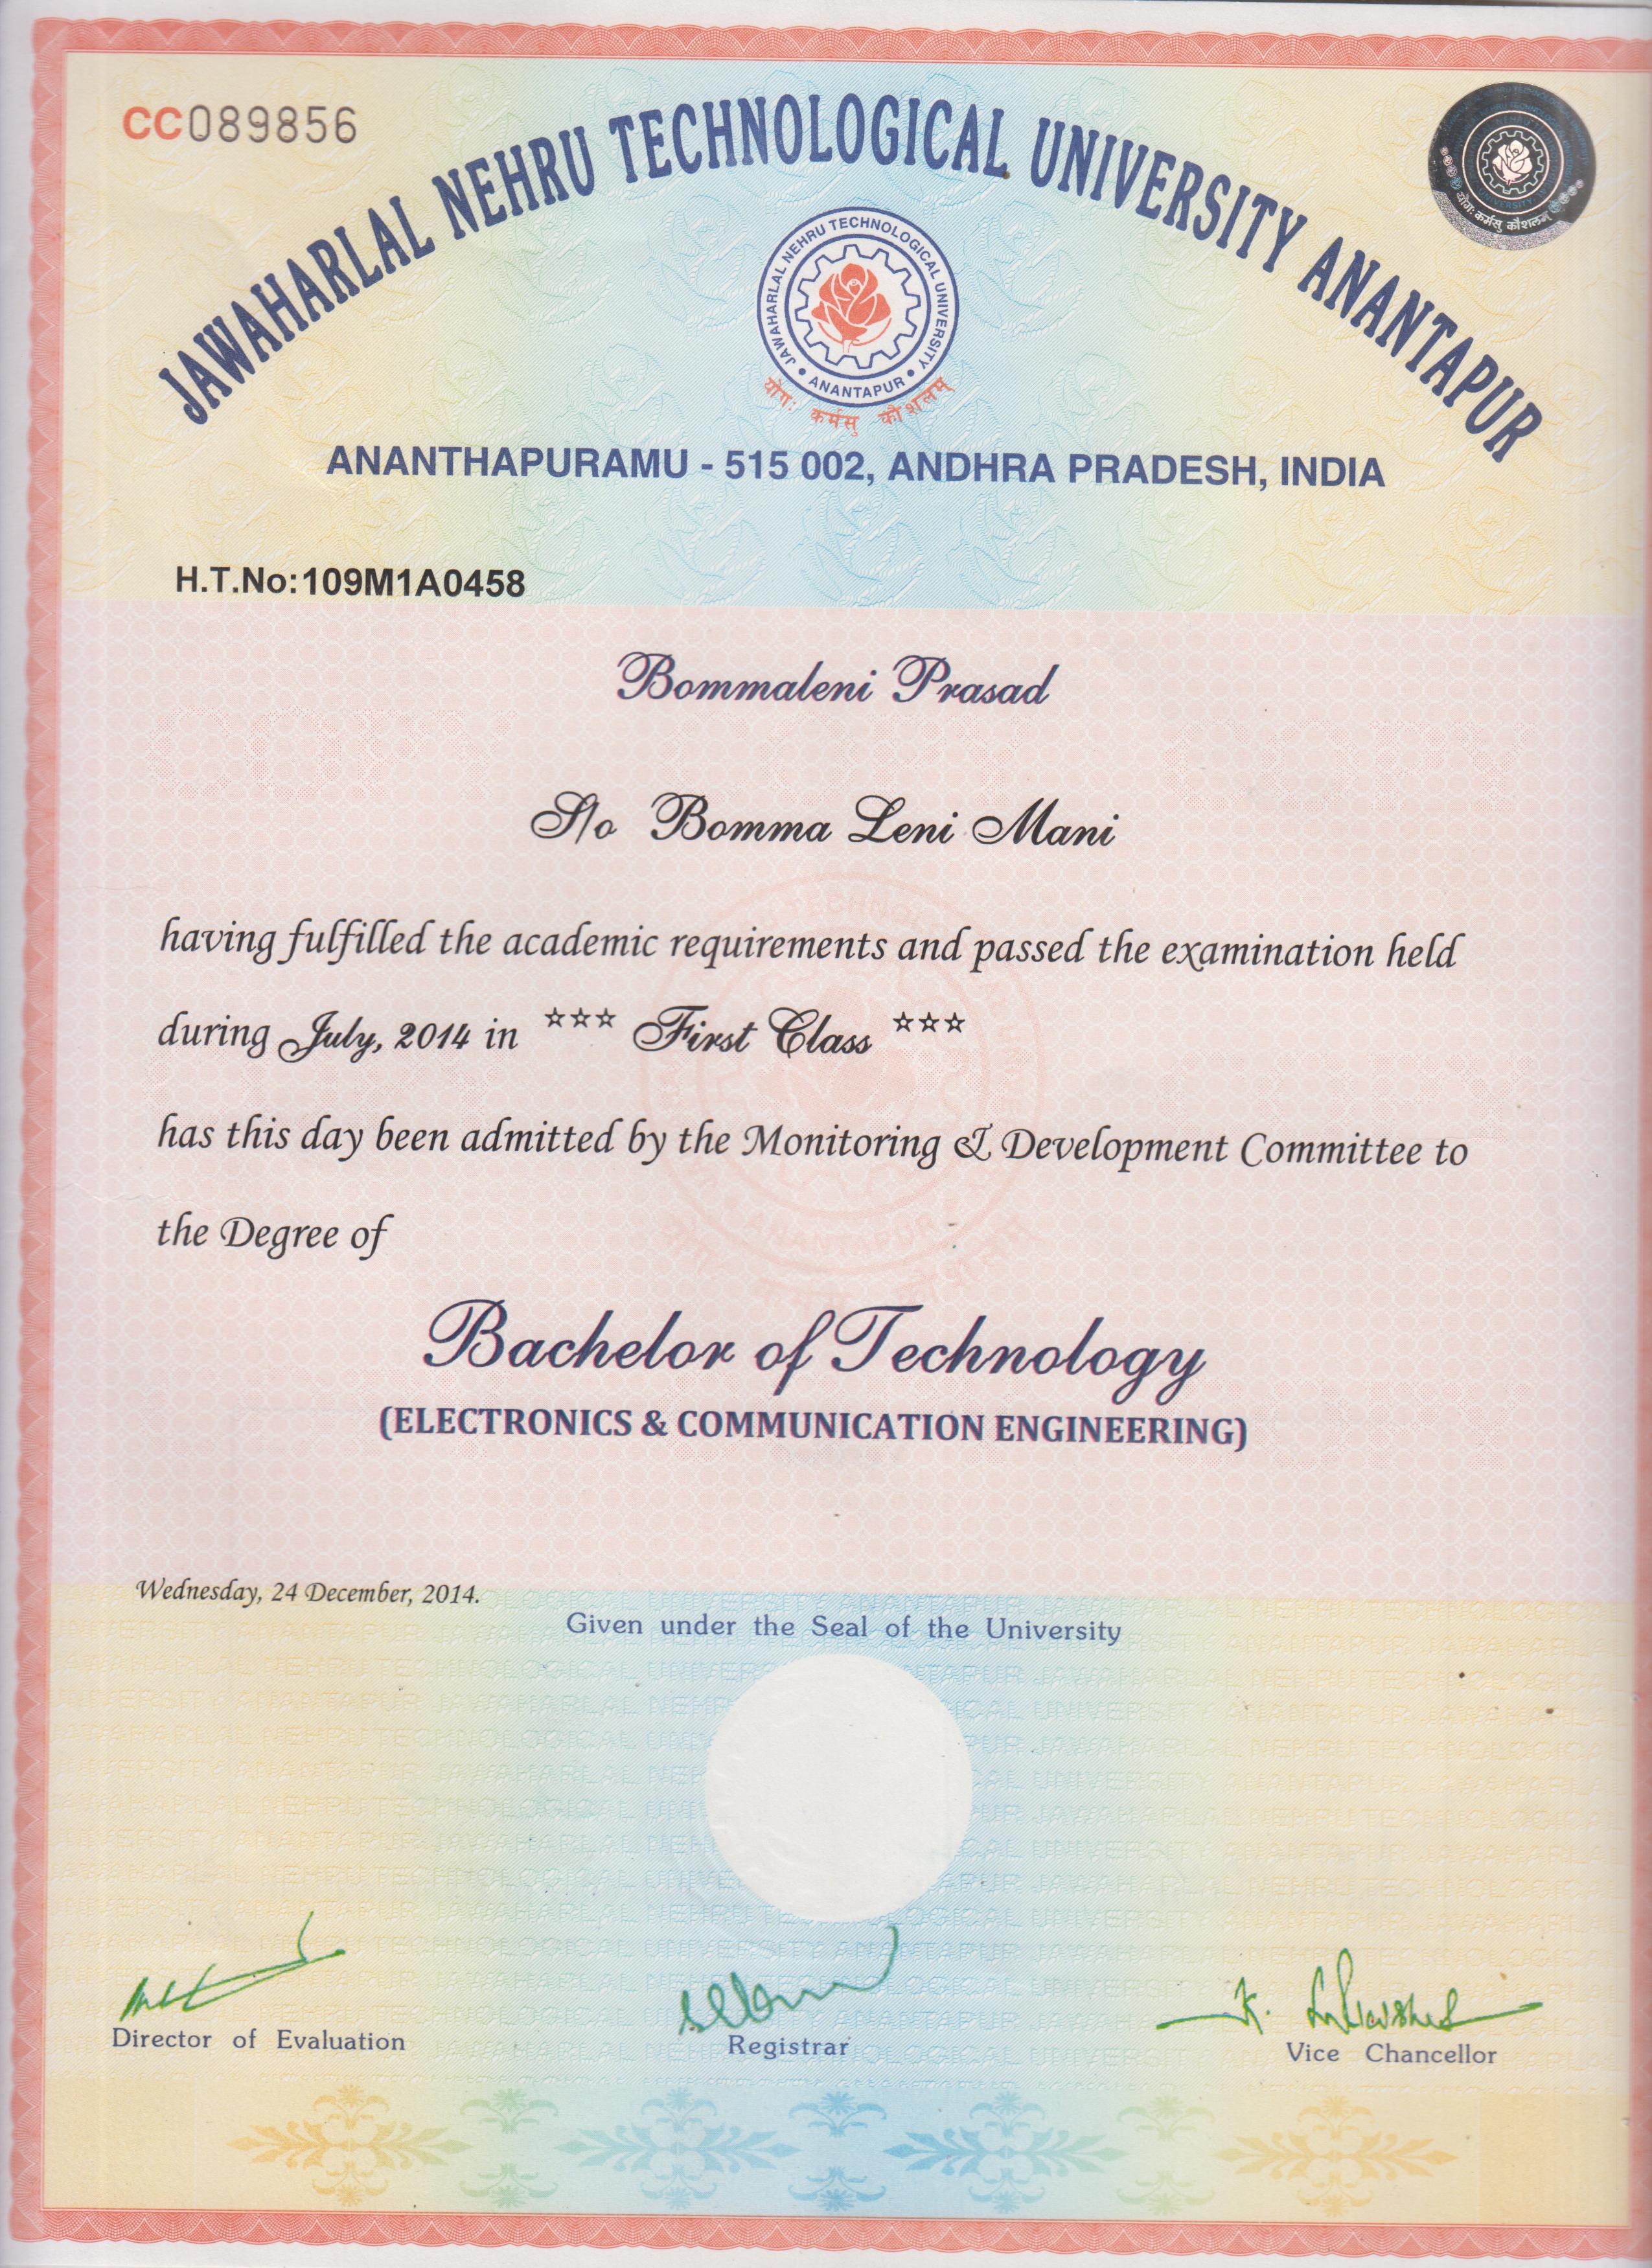 CC089856
JAWAHARLAL NEHRU TECHNOLOGICAL UNIVERSITY ANANTAPUR
JAWAHARLAL NEHRU TECHNOLOGICAL UNIVERSITY
• ANANTAPUR •
योगः कर्मसु कौशलम्
योगः कर्मसु कौशलम्
ANANTHAPURAMU - 515 002, ANDHRA PRADESH, INDIA
H.T.No:109M1A0458
Bommaleni Prasad
S/o Bomma Leni Mani
having fulfilled the academic requirements and passed the examination held
during July, 2014 in ☆☆☆ First Class ☆☆☆
has this day been admitted by the Monitoring & Development Committee to
the Degree of
Bachelor of Technology
(ELECTRONICS & COMMUNICATION ENGINEERING)
Wednesday, 24 December, 2014.
Given under the Seal of the University
Director of Evaluation
Registrar
Vice Chancellor